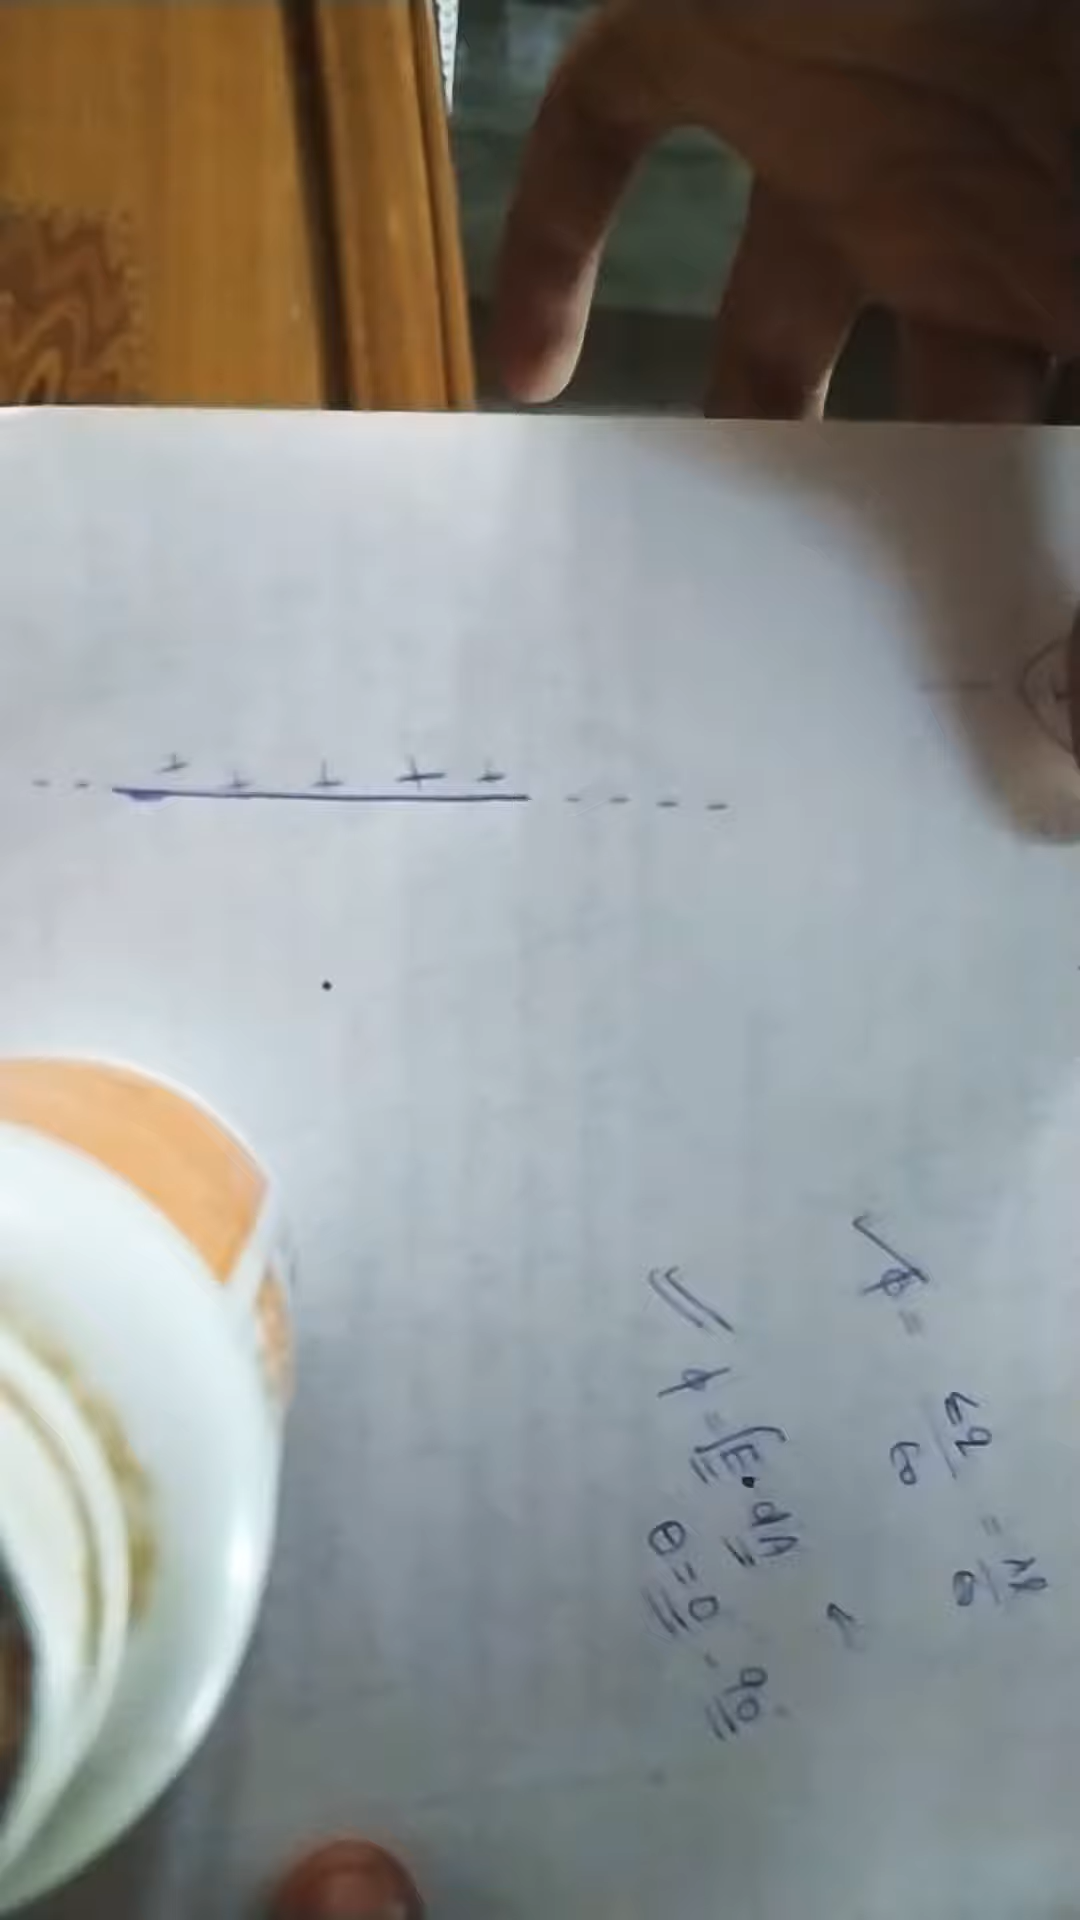 + + + + +
φ = Σq/ε0 = λl/ε0
φ = ∫E.dA
θ = 0, 90